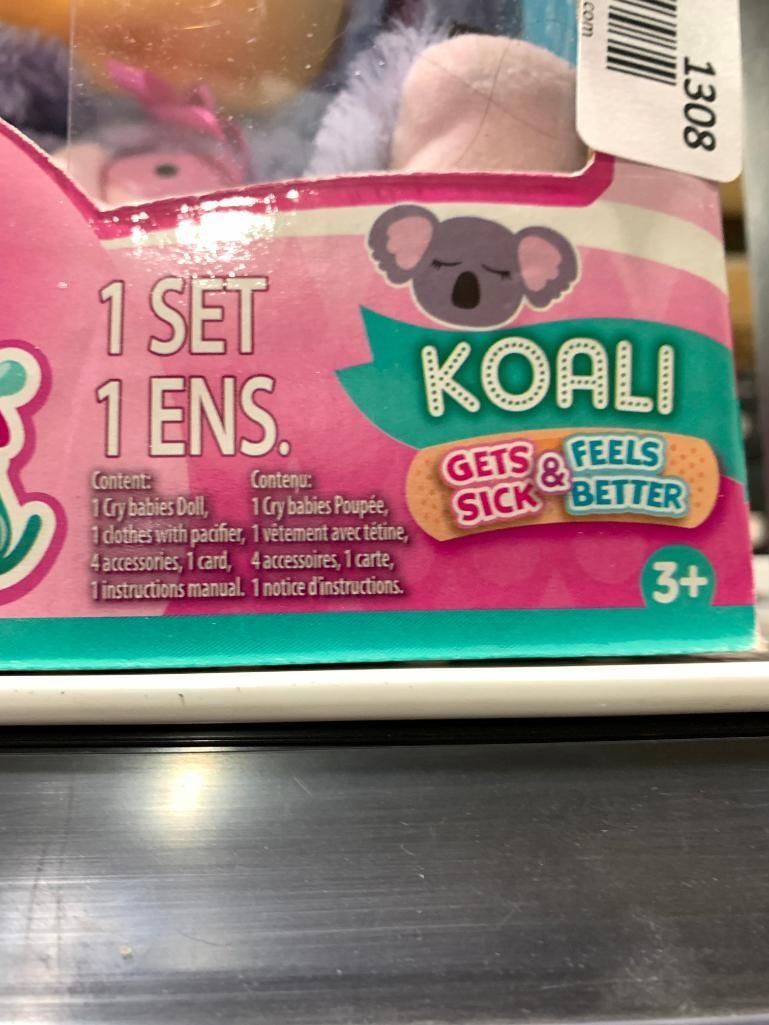 .com
1308
1 SET
1 ENS.
Content:
1 Cry babies Doll,
1 clothes with pacifier,
4 accessories, 1 card,
1 instructions manual.
Contenu:
1 Cry babies Poupée,
1 vêtement avec tétine,
4 accessoires, 1 carte,
1 notice d'instructions.
KOALI
GETS SICK & FEELS BETTER
3+